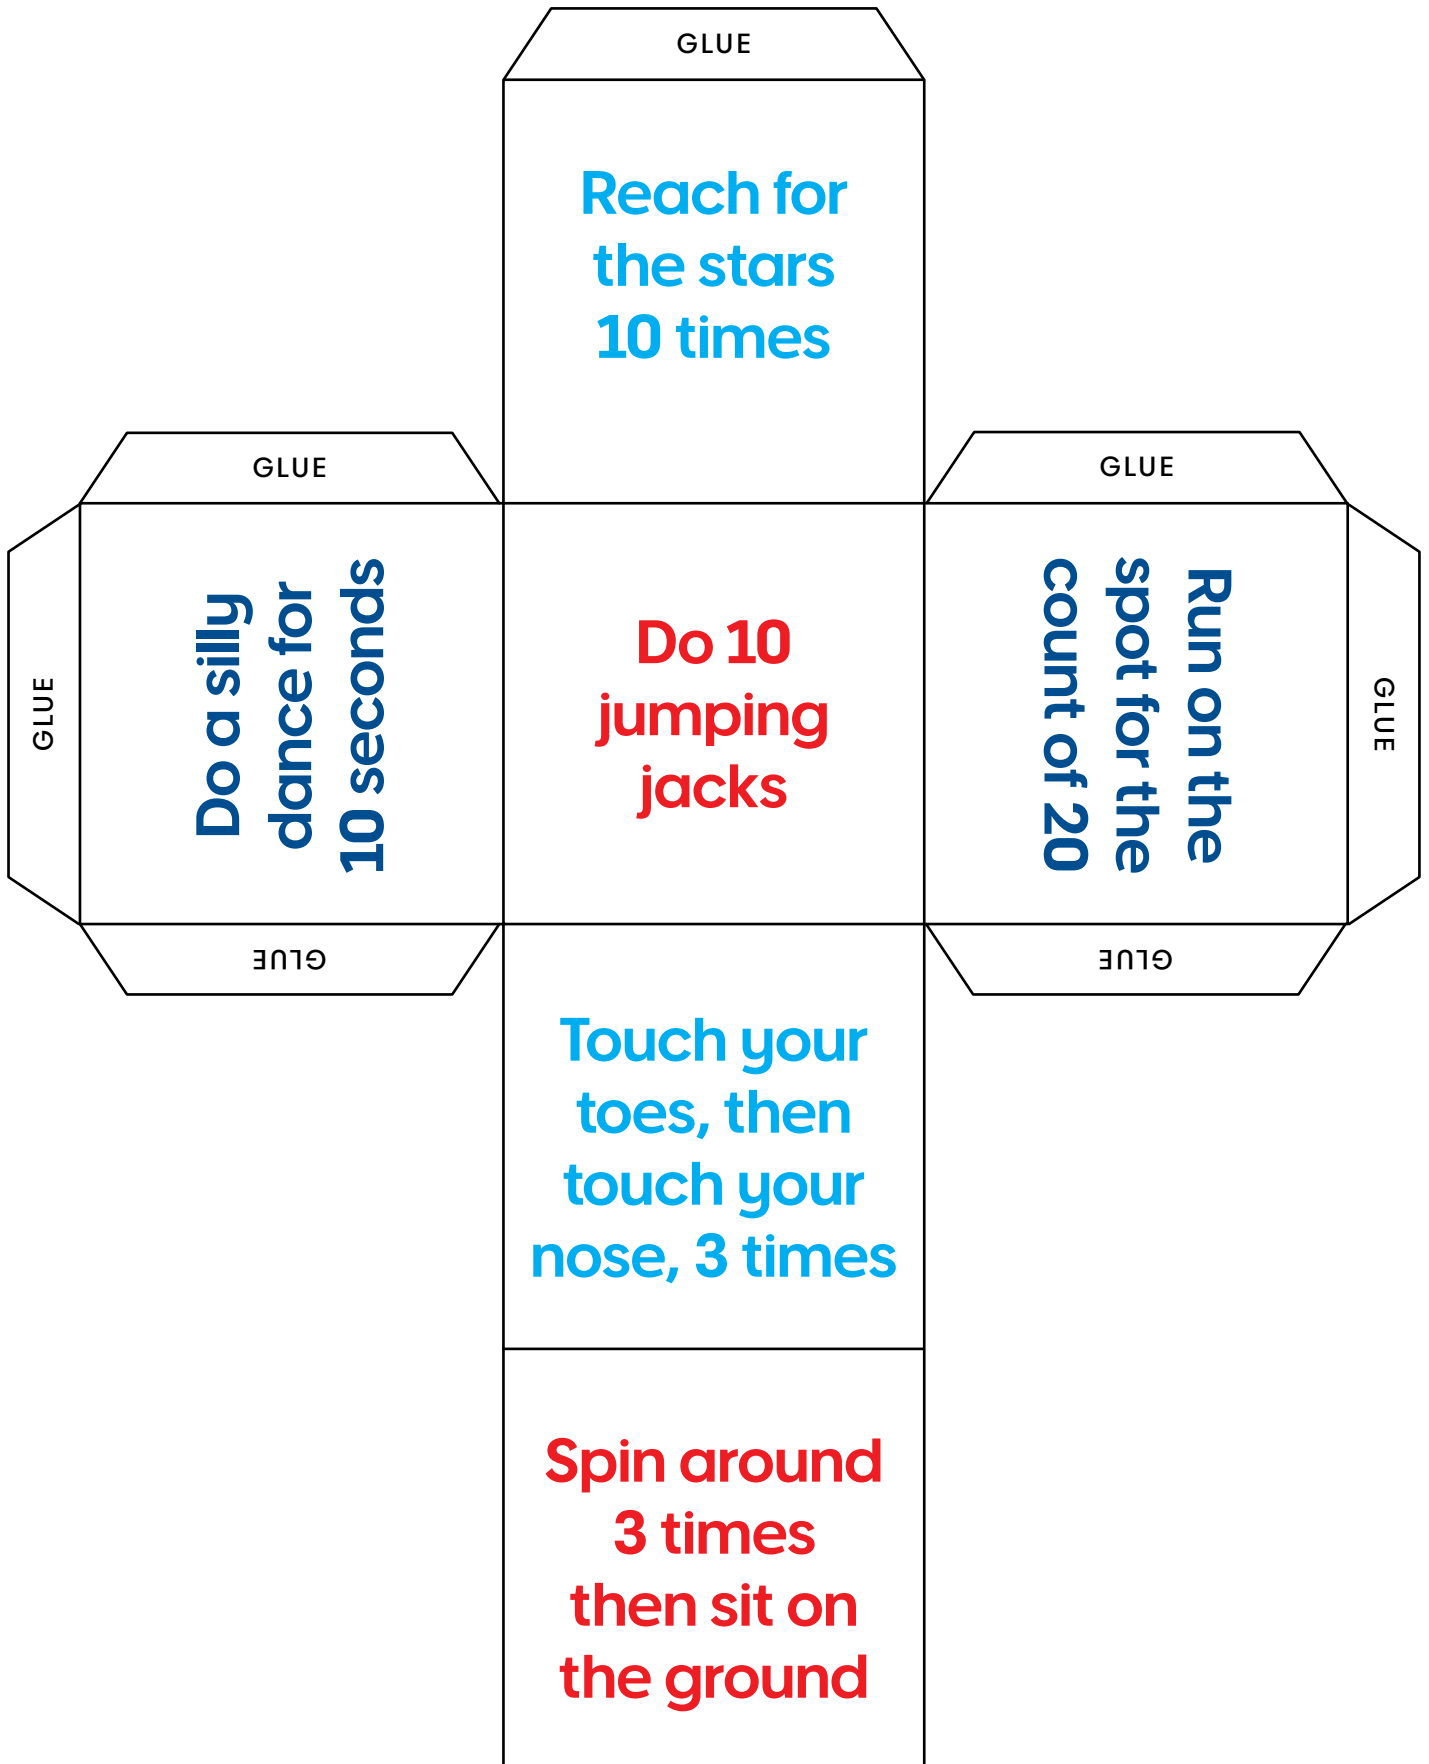 GLUE
Reach for
the stars
10 times
GLUE
GLUE
GLUE
Do a silly
dance for
10 seconds
Do 10
jumping
jacks
Run on the
spot for the
count of 20
GLUE
GLUE
GLUE
Touch your
toes, then
touch your
nose, 3 times
Spin around
3 times
then sit on
the ground